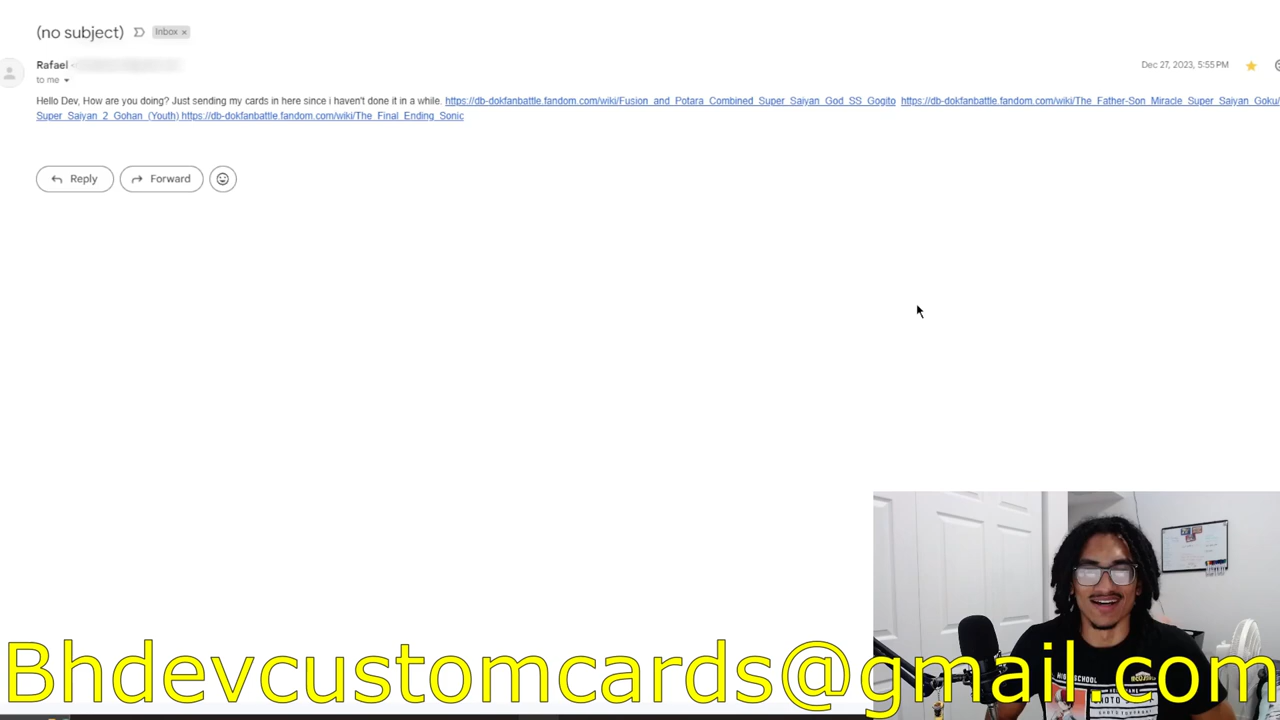 (no subject) Inbox ×
Rafael
Dec 27, 2023, 5:55 PM
to me
Hello Dev, How are you doing? Just sending my cards in here since i haven't done it in a while. https://db-dokfanbattle.fandom.com/wiki/Fusion_and_Potara_Combined_Super_Saiyan_God_SS_Gogito https://db-dokfanbattle.fandom.com/wiki/The_Father-Son_Miracle_Super_Saiyan_Goku/
Super_Saiyan_2_Gohan_(Youth) https://db-dokfanbattle.fandom.com/wiki/The_Final_Ending_Sonic
Reply Forward
HIGH SCHOOL
Bhdevcustomcards@gmail.com